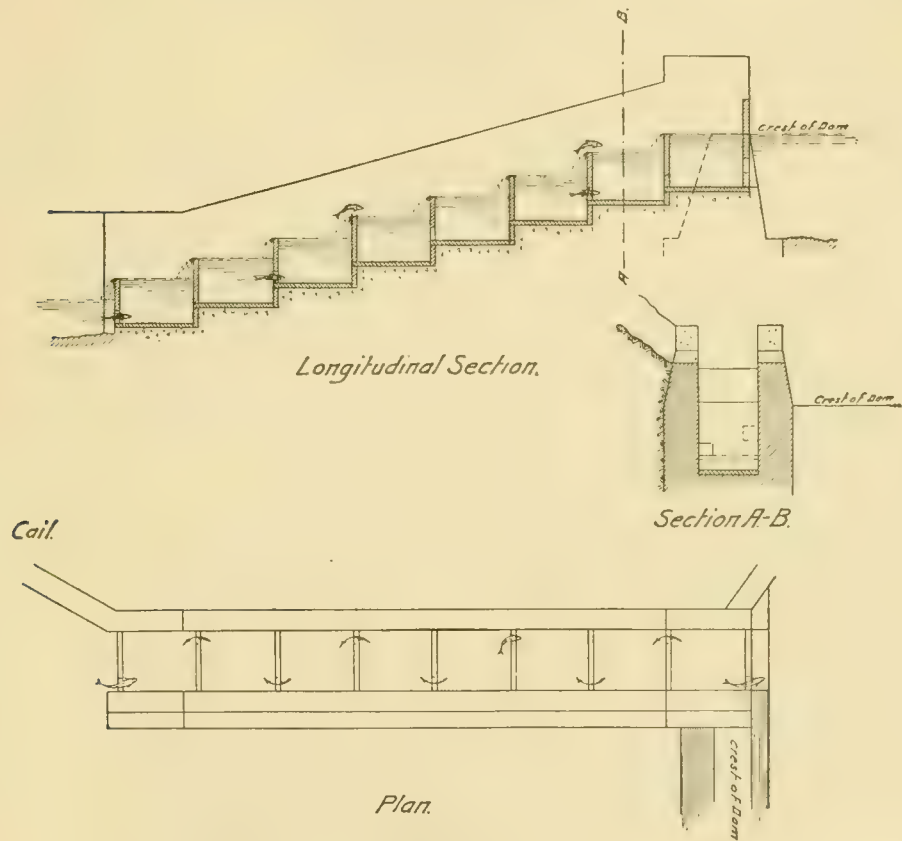 B.
Crest of Dam
A
Longitudinal Section.
Crest of Dam
Section A-B.
Cail.
Plan.
Crest of Dam